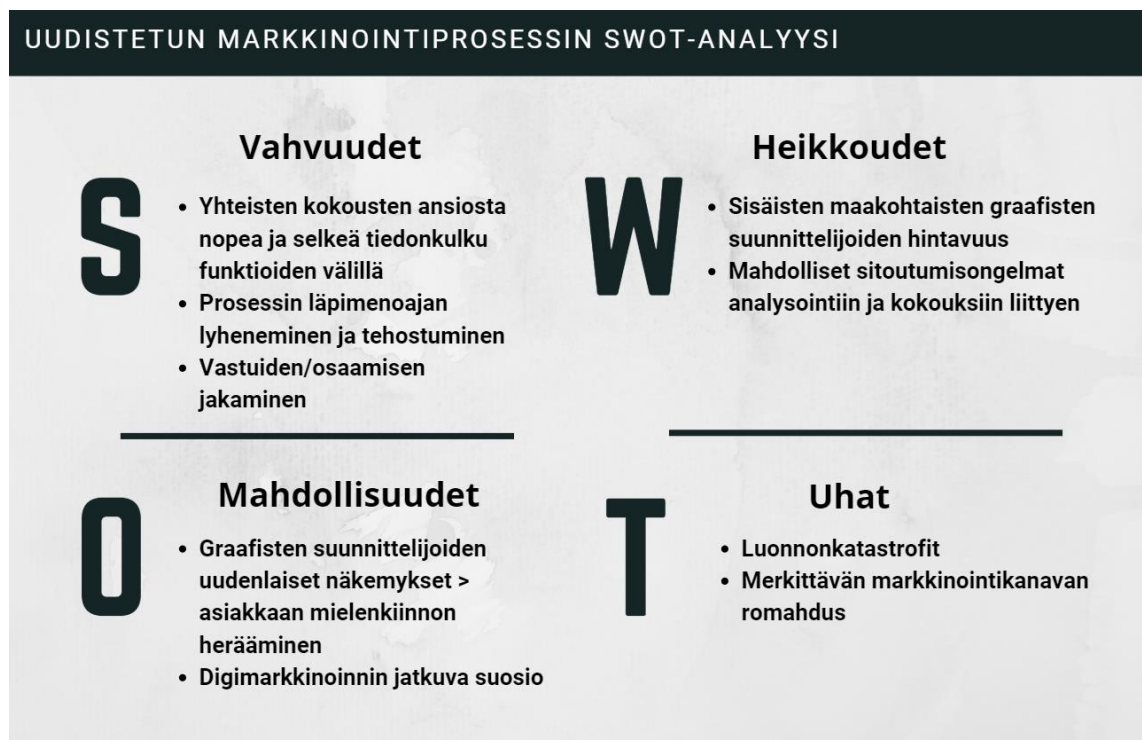 UUDISTETUN MARKKINOINTIPROSESSIN SWOT-ANALYYSI
S
Vahvuudet
• Yhteisten kokousten ansiosta
nopea ja selkeä tiedonkulku
funktioiden välillä
• Prosessin läpimenoajan
lyheneminen ja tehostuminen
• Vastuiden/osaamisen
jakaminen
W
Heikkoudet
• Sisäisten maakohtaisten graafisten
suunnittelijoiden hintavuus
• Mahdolliset sitoutumisongelmat
analysointiin ja kokouksiin liittyen
O
Mahdollisuudet
• Graafisten suunnittelijoiden
uudenlaiset näkemykset >
asiakkaan mielenkiinnon
herääminen
• Digimarkkinoinnin jatkuva suosio
T
Uhat
• Luonnonkatastrofit
• Merkittävän markkinointikanavan
romahdus